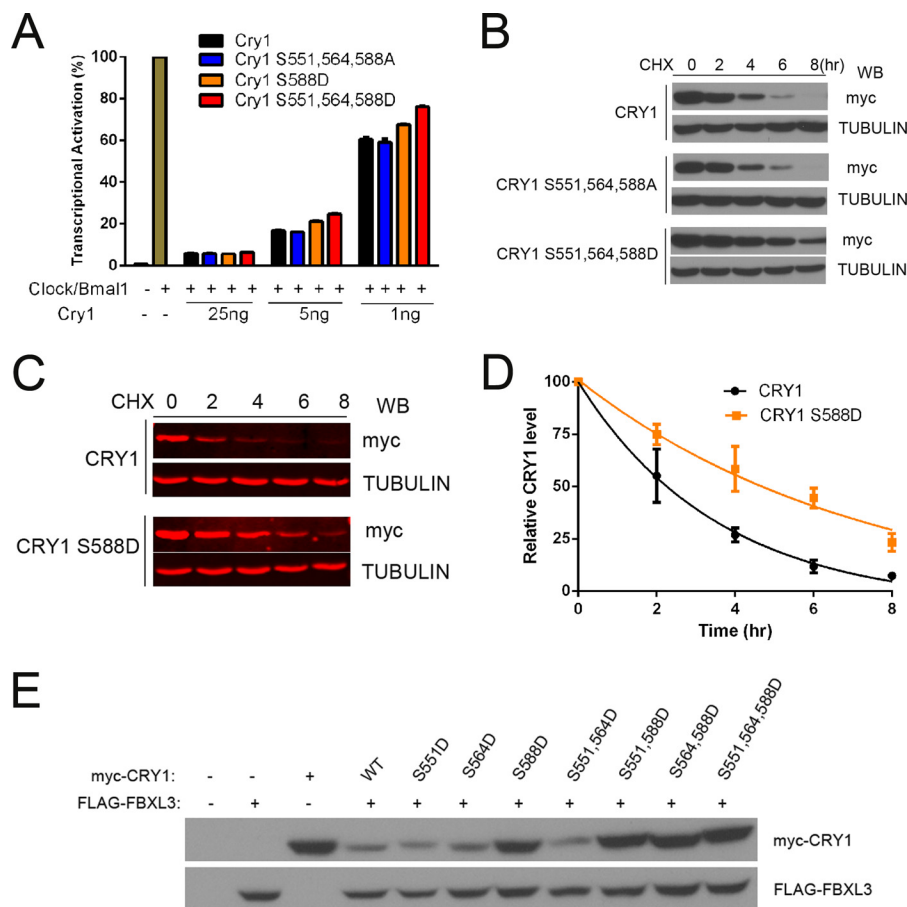 A
Transcriptional Activation (%)
100
80
60
40
20
0
Cry1
Cry1 S551,564,588A
Cry1 S588D
Cry1 S551,564,588D
Clock/Bmal1 - + + + + + + + + + + + + +
Cry1 - - 25ng 5ng 1ng
B
CHX 0 2 4 6 8(hr) WB
CRY1
myc
TUBULIN
CRY1 S551,564,588A
myc
TUBULIN
CRY1 S551,564,588D
myc
TUBULIN
C
CHX 0 2 4 6 8 WB
CRY1
myc
TUBULIN
CRY1 S588D
myc
TUBULIN
D
Relative CRY1 level
100
75
50
25
0
CRY1
CRY1 S588D
0 2 4 6 8
Time (hr)
E
WT S551D S564D S588D S551,564D S551,588D S564,588D S551,564,588D
myc-CRY1: - - +
FLAG-FBXL3: - + - + + + + + + + +
myc-CRY1
FLAG-FBXL3